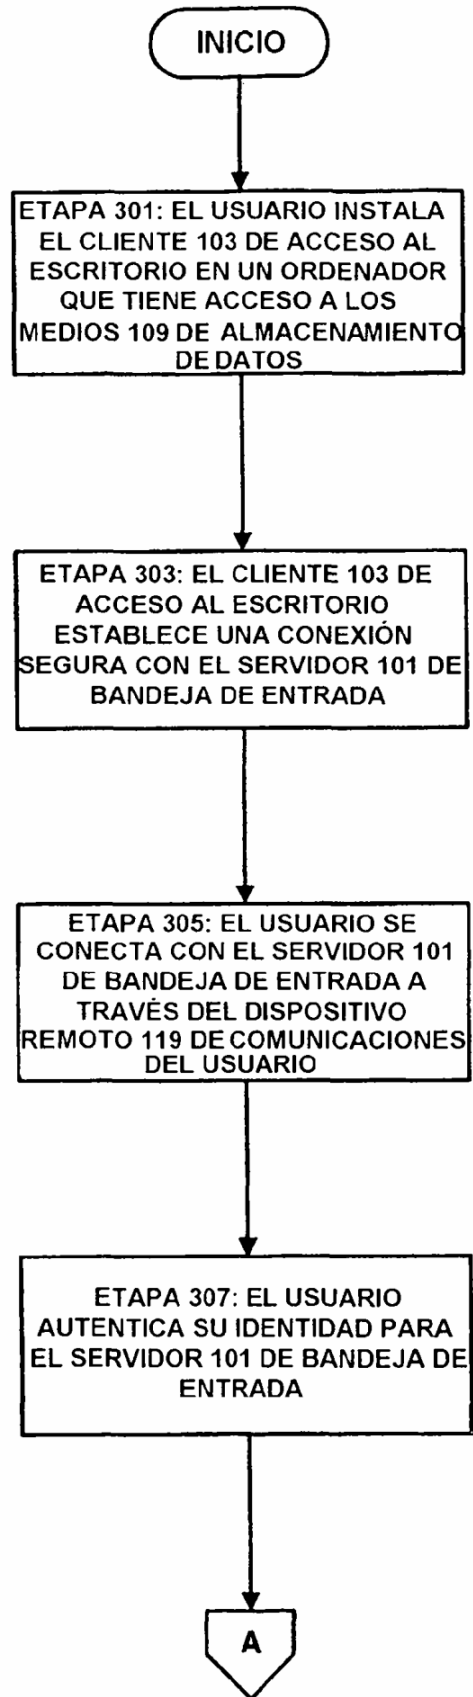 INICIO
ETAPA 301: EL USUARIO INSTALA
EL CLIENTE 103 DE ACCESO AL
ESCRITORIO EN UN ORDENADOR
QUE TIENE ACCESO A LOS
MEDIOS 109 DE ALMACENAMIENTO
DE DATOS
ETAPA 303: EL CLIENTE 103 DE
ACCESO AL ESCRITORIO
ESTABLECE UNA CONEXIÓN
SEGURA CON EL SERVIDOR 101 DE
BANDEJA DE ENTRADA
ETAPA 305: EL USUARIO SE
CONECTA CON EL SERVIDOR 101
DE BANDEJA DE ENTRADA A
TRAVÉS DEL DISPOSITIVO
REMOTO 119 DE COMUNICACIONES
DEL USUARIO
ETAPA 307: EL USUARIO
AUTENTICA SU IDENTIDAD PARA
EL SERVIDOR 101 DE BANDEJA DE
ENTRADA
A